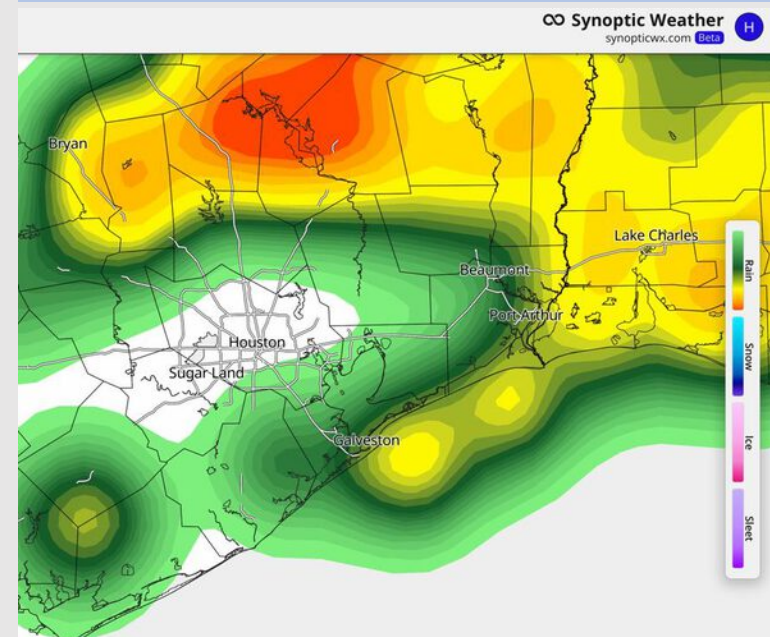 ∞ Synoptic Weather
synopticwx.com Beta
H
Bryan
Lake Charles
Beaumont
Port Arthur
Houston
Sugar Land
Galveston
Rain
Snow
Ice
Sleet